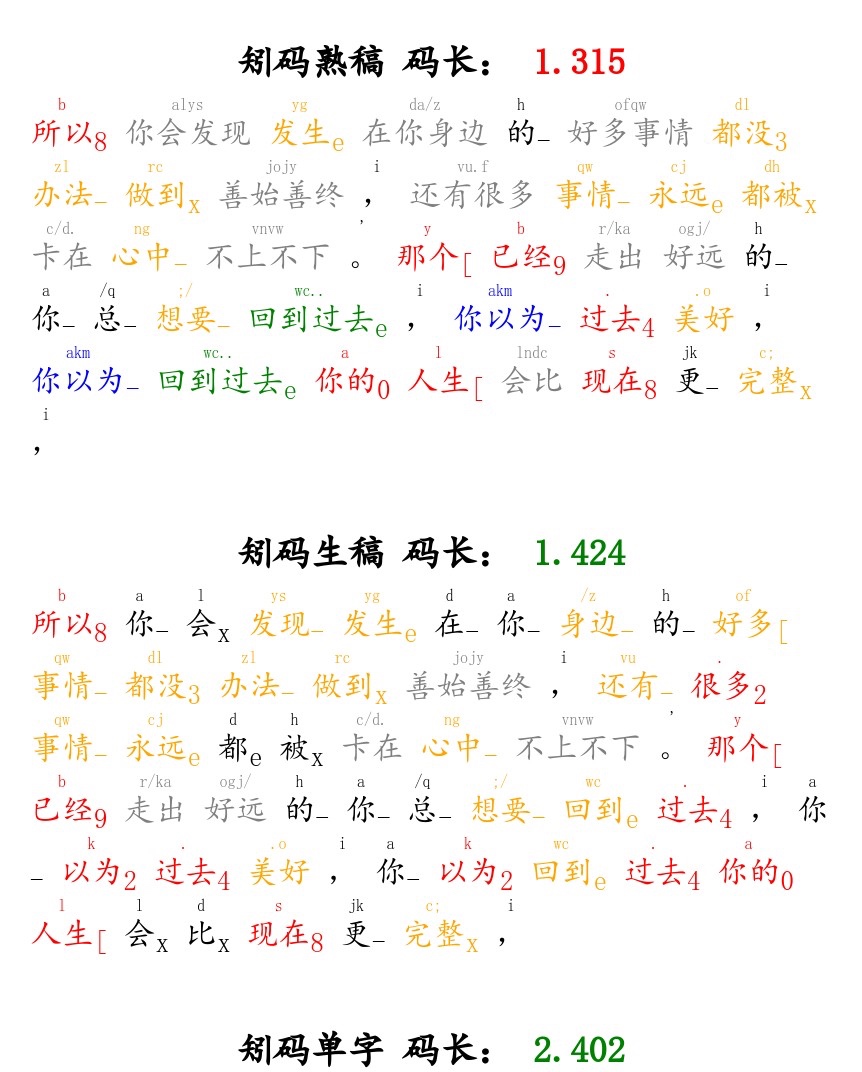 矧码熟稿 码长： 1.315
b alys yg da/z h ofqw dl
所以8 你会发现 发生e 在你身边 的_ 好多事情 都没3
zl rc jojy i vu.f qw cj dh
办法_ 做到x 善始善终 ， 还有很多 事情_ 永远e 都被x
c/d. ng vnvw ' y b r/ka ogj/ h
卡在 心中_ 不上不下 。 那个[ 已经9 走出 好远 的_
a /q ;/ wc.. i akm . .o i
你_ 总_ 想要_ 回到过去e ， 你以为_ 过去4 美好 ，
akm wc.. a l lndc s jk c;
你以为_ 回到过去e 你的0 人生[ 会比 现在8 更_ 完整x
i
，
矧码生稿 码长： 1.424
b a l ys yg d a /z h of
所以8 你_ 会x 发现_ 发生e 在_ 你_ 身边_ 的_ 好多[
qw dl zl rc jojy i vu .
事情_ 都没3 办法_ 做到x 善始善终 ， 还有_ 很多2
qw cj d h c/d. ng vnvw ' y
事情_ 永远e 都e 被x 卡在 心中_ 不上不下 。 那个[
b r/ka ogj/ h a /q ;/ wc . i a
已经9 走出 好远 的_ 你_ 总_ 想要_ 回到e 过去4 ， 你
k . .o i a k wc . a
_ 以为2 过去4 美好 ， 你_ 以为2 回到e 过去4 你的0
l l d s jk c; i
人生[ 会x 比x 现在8 更_ 完整x ，
矧码单字 码长： 2.402